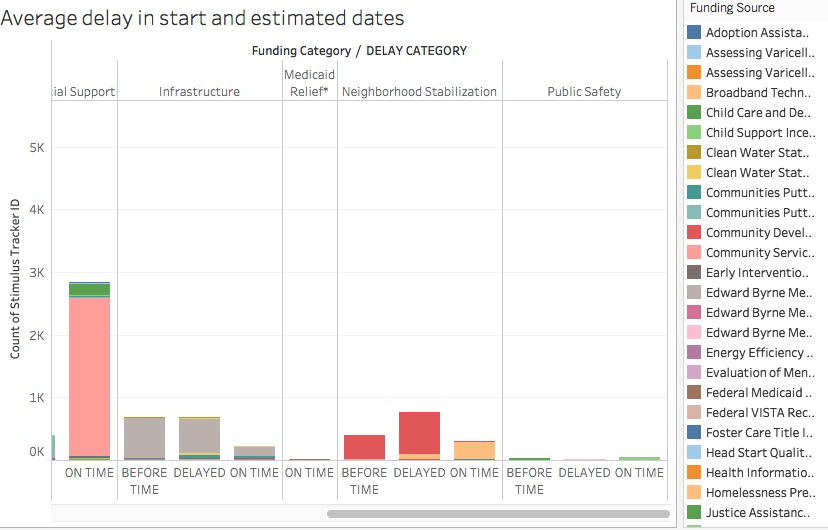 Average delay in start and estimated dates
Funding Category / DELAY CATEGORY
ial Support
Infrastructure
Medicaid
Relief*
Neighborhood Stabilization
Public Safety
Count of Stimulus Tracker ID
5K
4K
3K
2K
1K
0K
ON TIME
BEFORE
TIME
DELAYED
ON TIME
ON TIME
BEFORE
TIME
DELAYED
ON TIME
BEFORE
TIME
DELAYED
ON TIME
Funding Source
Adoption Assista..
Assessing Varicell..
Assessing Varicell..
Broadband Techn..
Child Care and De..
Child Support Ince..
Clean Water Stat..
Clean Water Stat..
Communities Putt..
Communities Putt..
Community Devel..
Community Servic..
Early Interventio..
Edward Byrne Me..
Edward Byrne Me..
Edward Byrne Me..
Energy Efficiency ..
Evaluation of Men..
Federal Medicaid ..
Federal VISTA Rec..
Foster Care Title I..
Head Start Qualit..
Health Informatio..
Homelessness Pre..
Justice Assistanc..